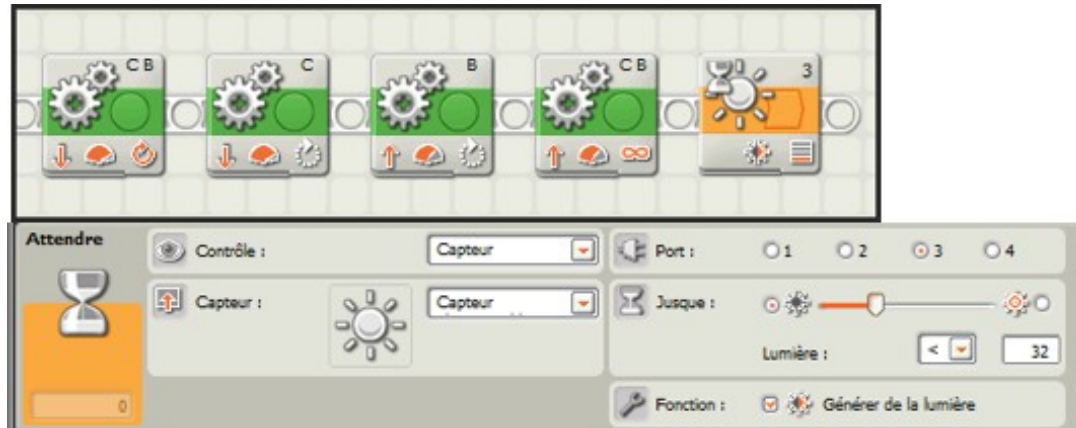 C B
C
B
C B
3
Attendre
Contrôle :
Capteur
Port :
1
2
3
4
Capteur :
Capteur
Jusque :
Lumière :
<
32
0
Fonction :
Générer de la lumière